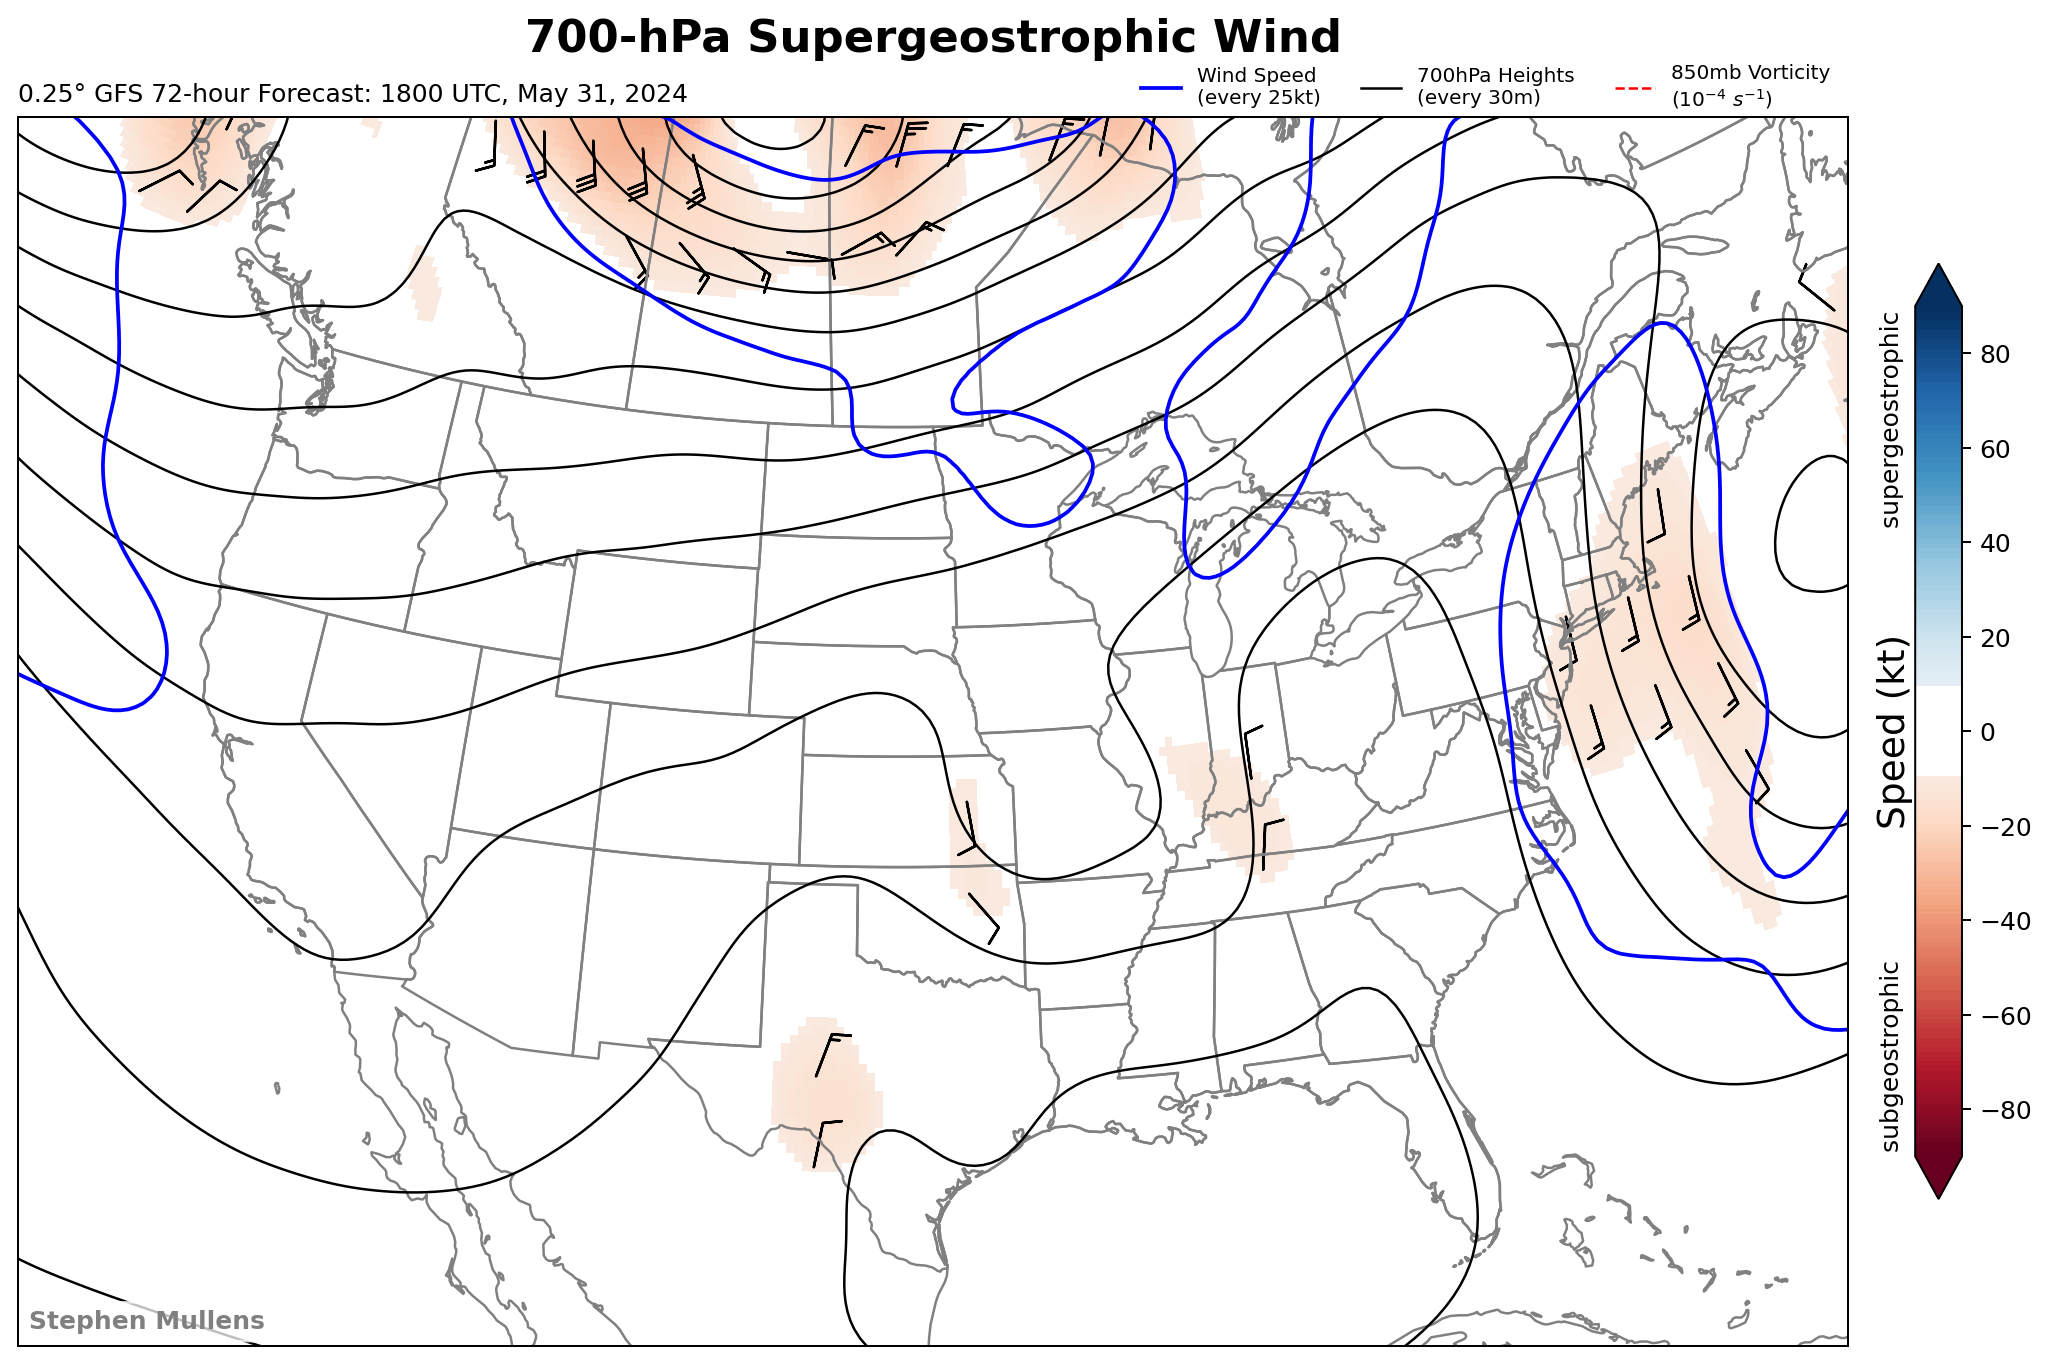 700-hPa Supergeostrophic Wind
0.25° GFS 72-hour Forecast: 1800 UTC, May 31, 2024
Wind Speed
(every 25kt)
700hPa Heights
(every 30m)
850mb Vorticity
(10⁻⁴ s⁻¹)
supergeostrophic
Speed (kt)
subgeostrophic
80
60
40
20
0
−20
−40
−60
−80
Stephen Mullens